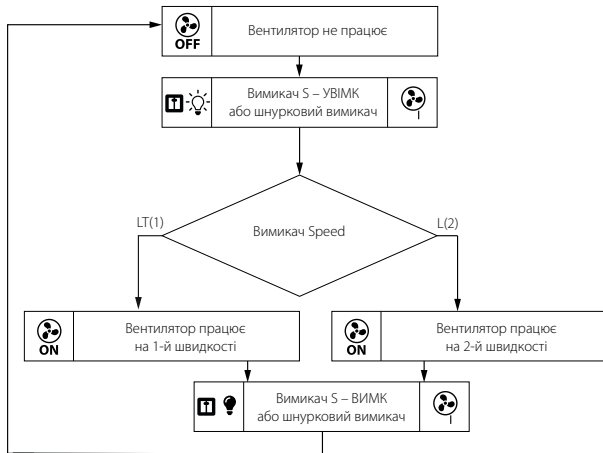 OFF
Вентилятор не працює
Вимикач S – УВІМК
або шнурковий вимикач
LT(1)
Вимикач Speed
L(2)
ON
Вентилятор працює
на 1-й швидкості
ON
Вентилятор працює
на 2-й швидкості
Вимикач S – ВИМК
або шнурковий вимикач